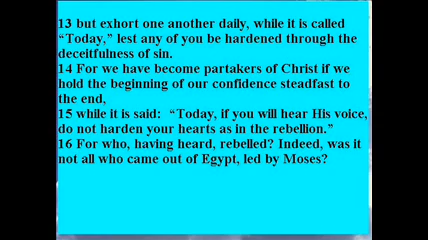 13 but exhort one another daily, while it is called
“Today,” lest any of you be hardened through the
deceitfulness of sin.
14 For we have become partakers of Christ if we
hold the beginning of our confidence steadfast to
the end,
15 while it is said:  “Today, if you will hear His voice,
do not harden your hearts as in the rebellion.”
16 For who, having heard, rebelled? Indeed, was it
not all who came out of Egypt, led by Moses?